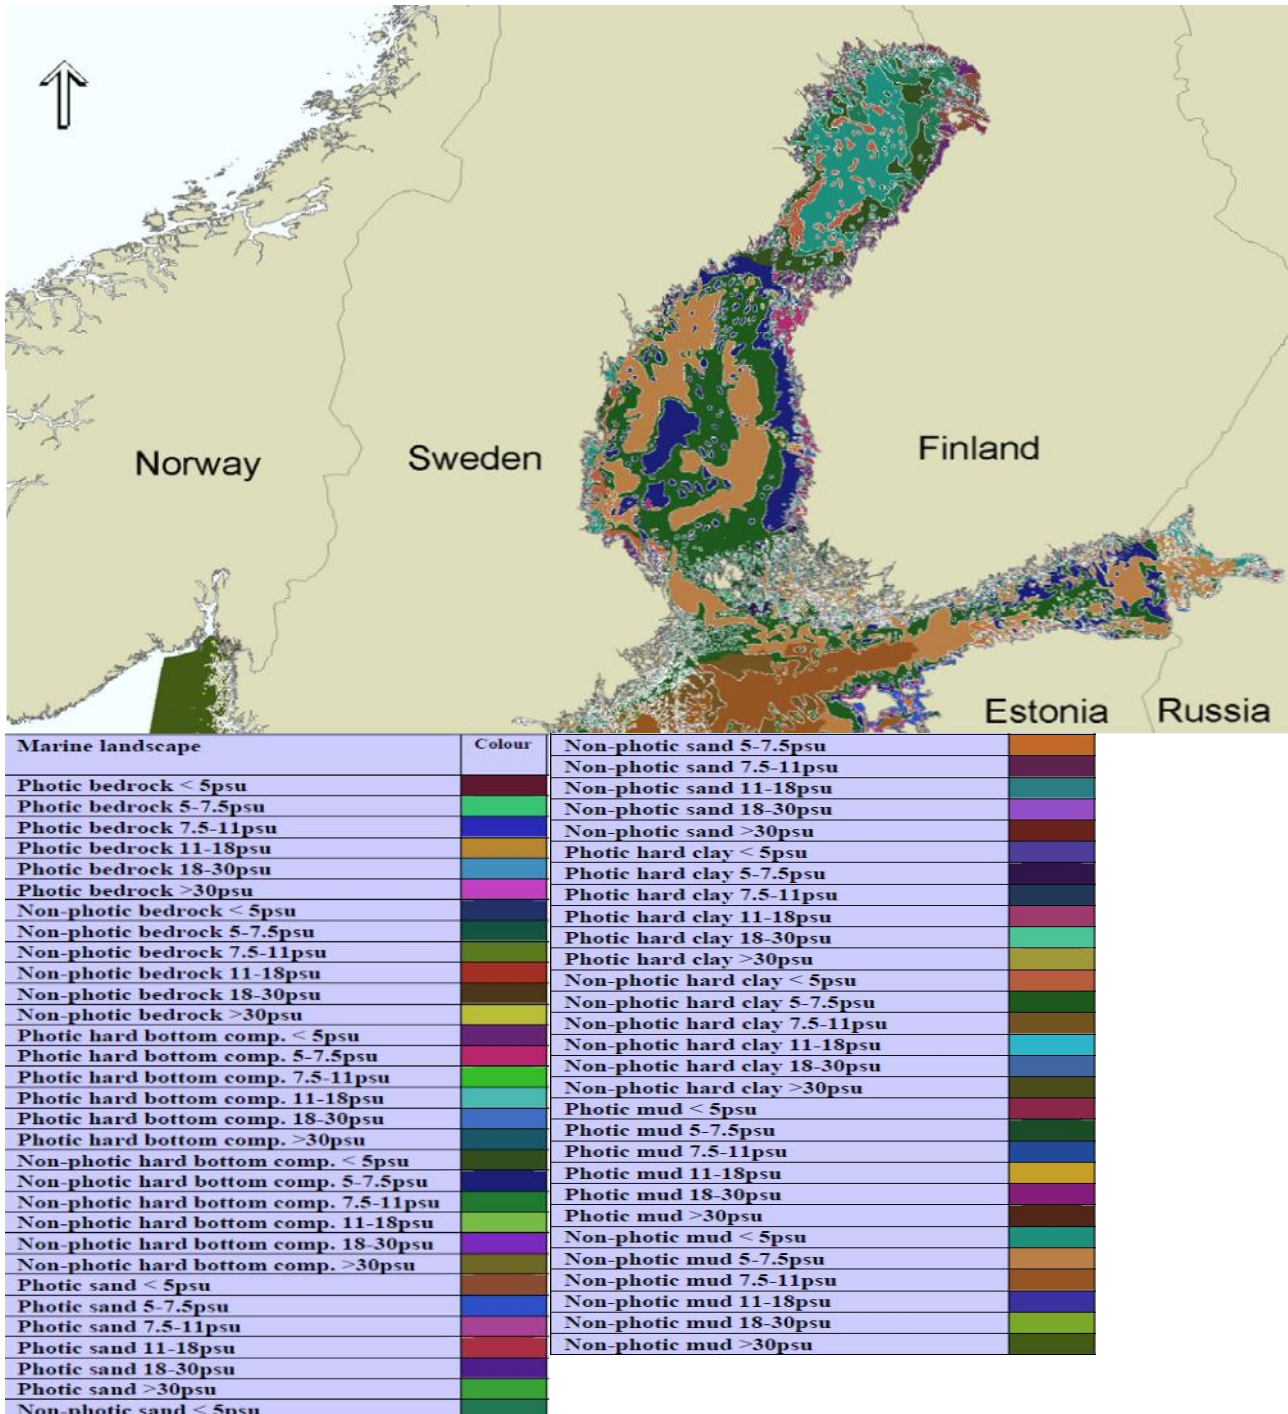 Norway
Sweden
Finland
Estonia
Russia
Marine landscape Colour
Photic bedrock < 5psu
Photic bedrock 5-7.5psu
Photic bedrock 7.5-11psu
Photic bedrock 11-18psu
Photic bedrock 18-30psu
Photic bedrock >30psu
Non-photic bedrock < 5psu
Non-photic bedrock 5-7.5psu
Non-photic bedrock 7.5-11psu
Non-photic bedrock 11-18psu
Non-photic bedrock 18-30psu
Non-photic bedrock >30psu
Photic hard bottom comp. < 5psu
Photic hard bottom comp. 5-7.5psu
Photic hard bottom comp. 7.5-11psu
Photic hard bottom comp. 11-18psu
Photic hard bottom comp. 18-30psu
Photic hard bottom comp. >30psu
Non-photic hard bottom comp. < 5psu
Non-photic hard bottom comp. 5-7.5psu
Non-photic hard bottom comp. 7.5-11psu
Non-photic hard bottom comp. 11-18psu
Non-photic hard bottom comp. 18-30psu
Non-photic hard bottom comp. >30psu
Photic sand < 5psu
Photic sand 5-7.5psu
Photic sand 7.5-11psu
Photic sand 11-18psu
Photic sand 18-30psu
Photic sand >30psu
Non-photic sand < 5psu
Non-photic sand 5-7.5psu
Non-photic sand 7.5-11psu
Non-photic sand 11-18psu
Non-photic sand 18-30psu
Non-photic sand >30psu
Photic hard clay < 5psu
Photic hard clay 5-7.5psu
Photic hard clay 7.5-11psu
Photic hard clay 11-18psu
Photic hard clay 18-30psu
Photic hard clay >30psu
Non-photic hard clay < 5psu
Non-photic hard clay 5-7.5psu
Non-photic hard clay 7.5-11psu
Non-photic hard clay 11-18psu
Non-photic hard clay 18-30psu
Non-photic hard clay >30psu
Photic mud < 5psu
Photic mud 5-7.5psu
Photic mud 7.5-11psu
Photic mud 11-18psu
Photic mud 18-30psu
Photic mud >30psu
Non-photic mud < 5psu
Non-photic mud 5-7.5psu
Non-photic mud 7.5-11psu
Non-photic mud 11-18psu
Non-photic mud 18-30psu
Non-photic mud >30psu